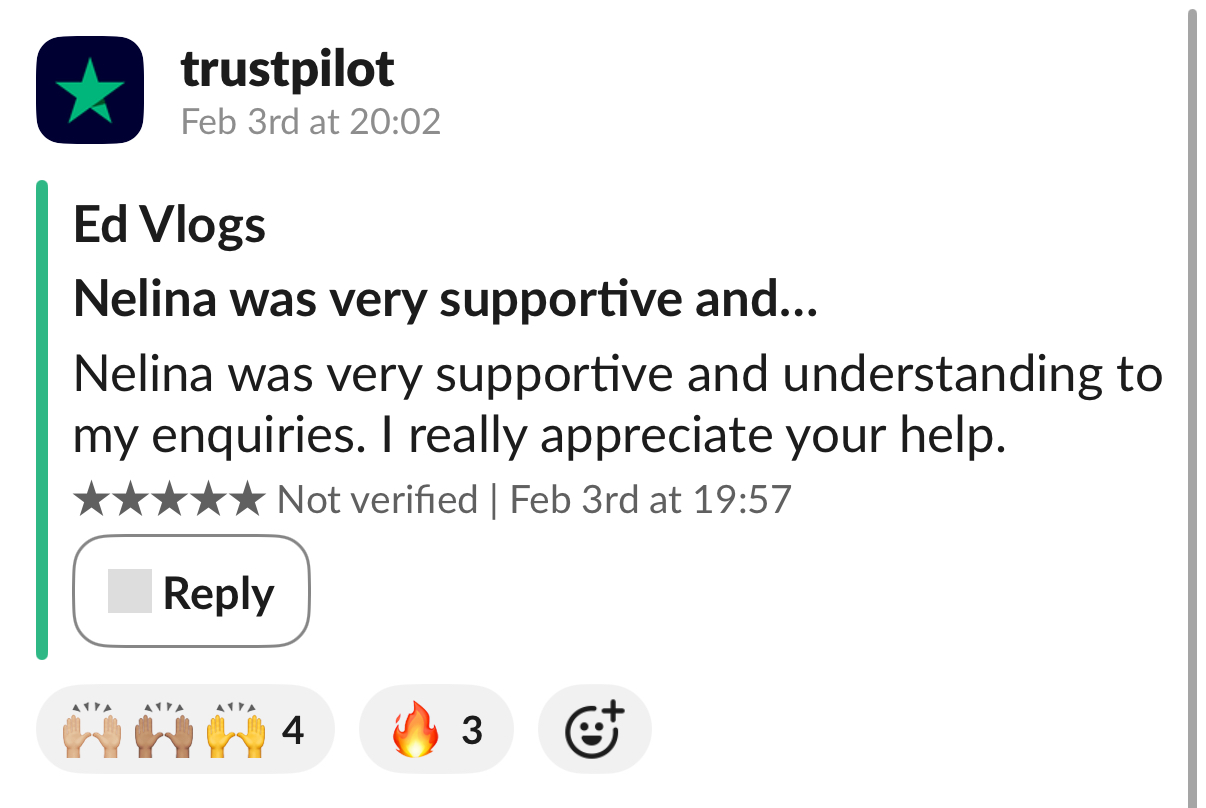 trustpilot
Feb 3rd at 20:02
Ed Vlogs
Nelina was very supportive and...
Nelina was very supportive and understanding to
my enquiries. I really appreciate your help.
★★★★★ Not verified | Feb 3rd at 19:57
Reply
4 3